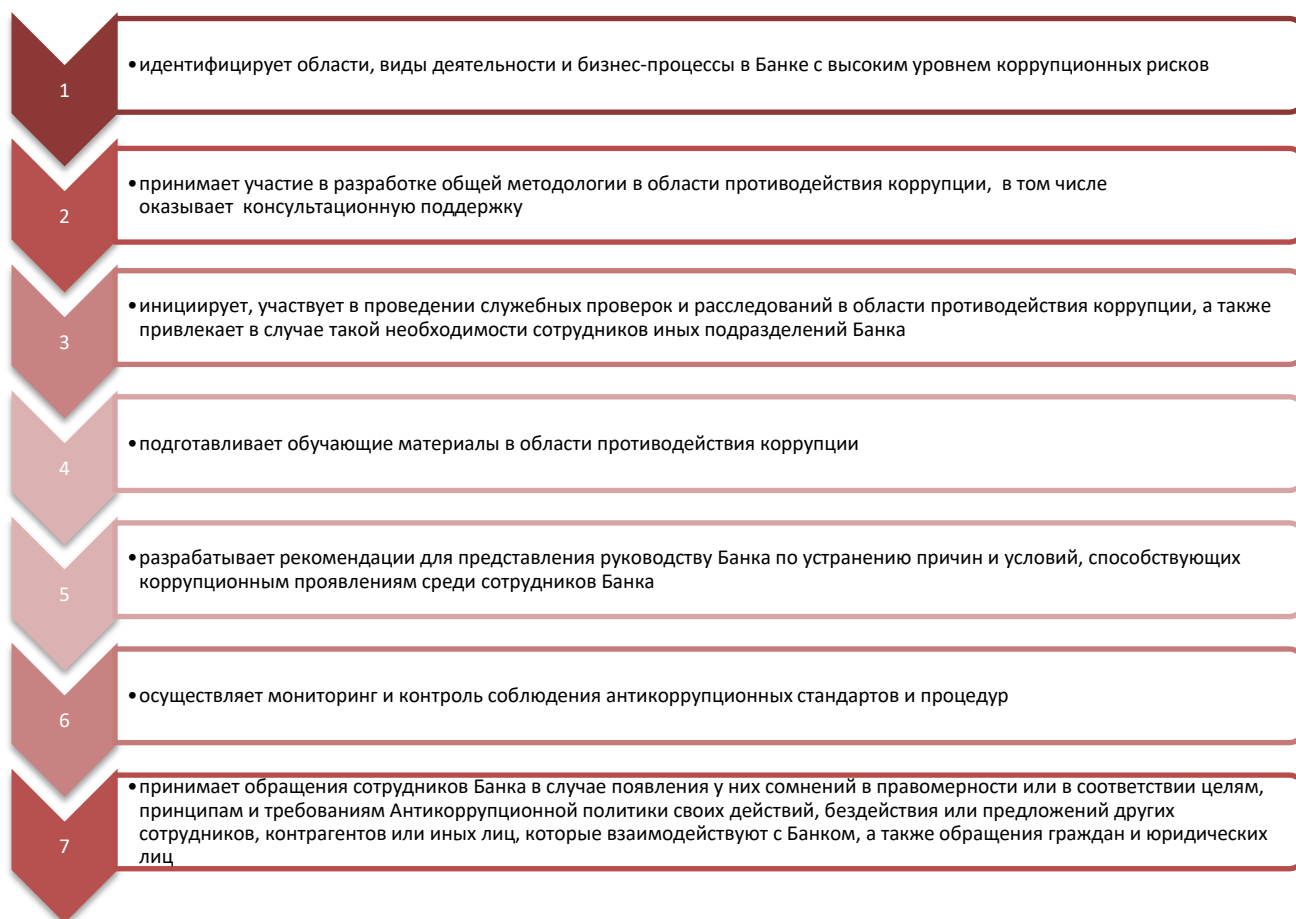 1
•идентифицирует области, виды деятельности и бизнес-процессы в Банке с высоким уровнем коррупционных рисков
2
•принимает участие в разработке общей методологии в области противодействия коррупции, в том числе
оказывает консультационную поддержку
3
•инициирует, участвует в проведении служебных проверок и расследований в области противодействия коррупции, а также
привлекает в случае такой необходимости сотрудников иных подразделений Банка
4
•подготавливает обучающие материалы в области противодействия коррупции
5
•разрабатывает рекомендации для представления руководству Банка по устранению причин и условий, способствующих
коррупционным проявлениям среди сотрудников Банка
6
•осуществляет мониторинг и контроль соблюдения антикоррупционных стандартов и процедур
7
•принимает обращения сотрудников Банка в случае появления у них сомнений в правомерности или в соответствии целям,
принципам и требованиям Антикоррупционной политики своих действий, бездействия или предложений других
сотрудников, контрагентов или иных лиц, которые взаимодействуют с Банком, а также обращения граждан и юридических
лиц